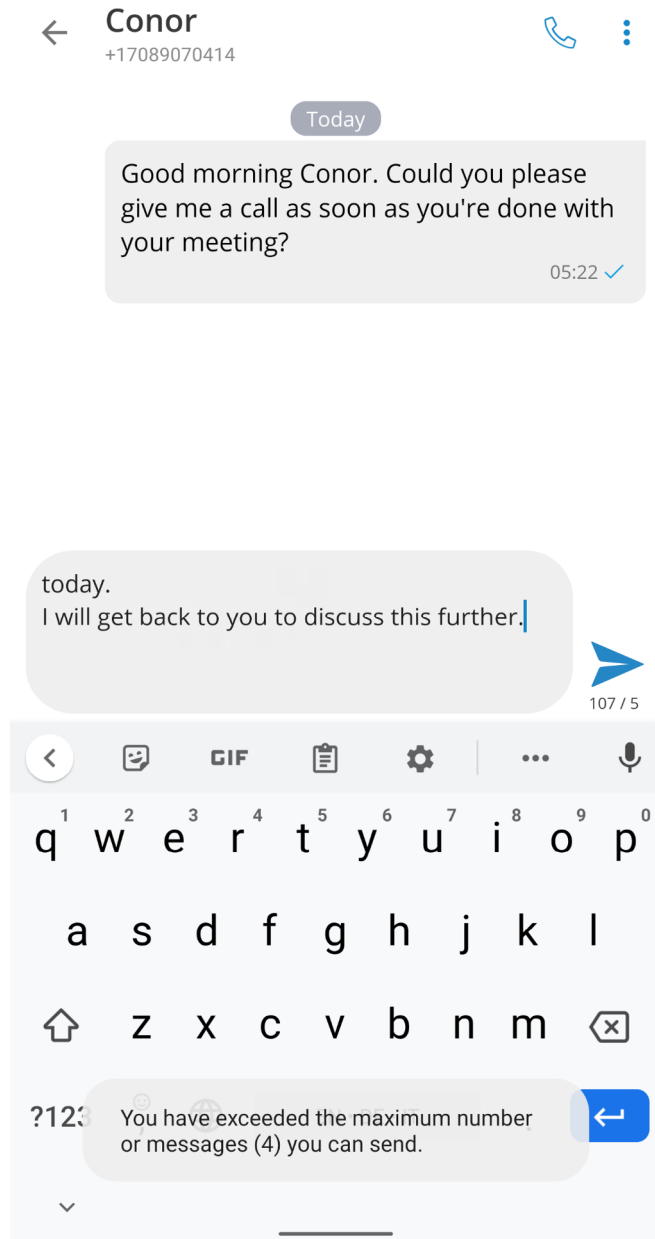 Conor
+17089070414
Today
Good morning Conor. Could you please
give me a call as soon as you're done with
your meeting?
05:22
today.
I will get back to you to discuss this further.
107 / 5
GIF
1 2 3 4 5 6 7 8 9 0
q w e r t y u i o p
a s d f g h j k l
z x c v b n m
?123
You have exceeded the maximum number
or messages (4) you can send.